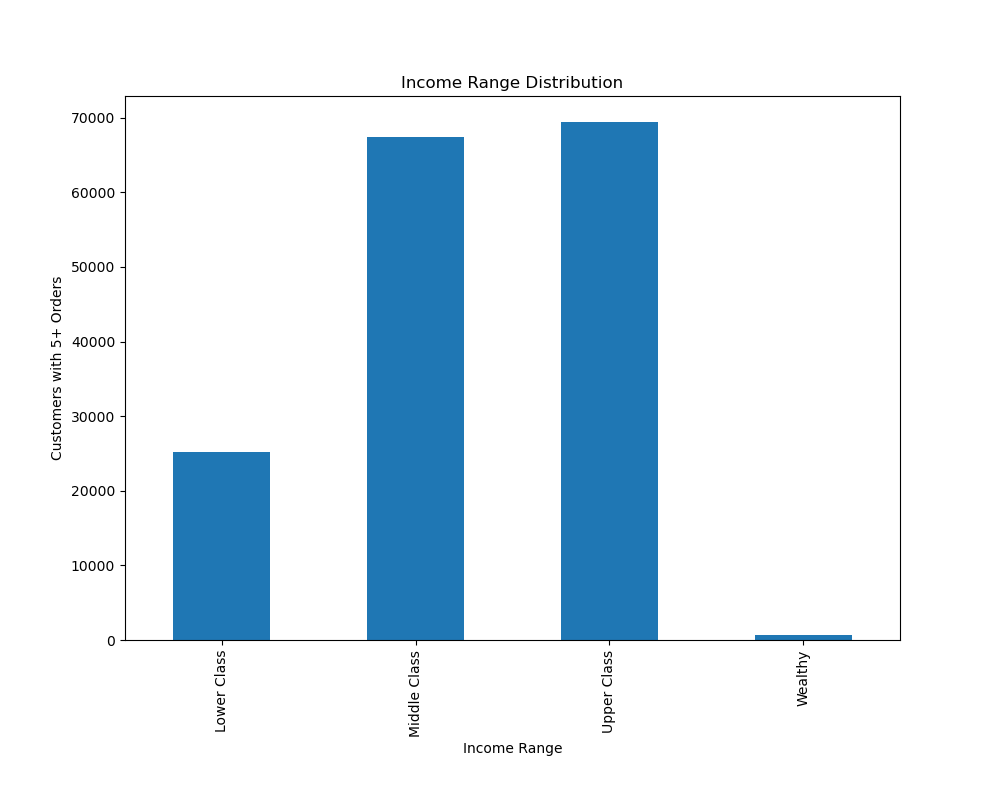 Income Range Distribution
Customers with 5+ Orders
70000
60000
50000
40000
30000
20000
10000
0
Lower Class
Middle Class
Upper Class
Wealthy
Income Range